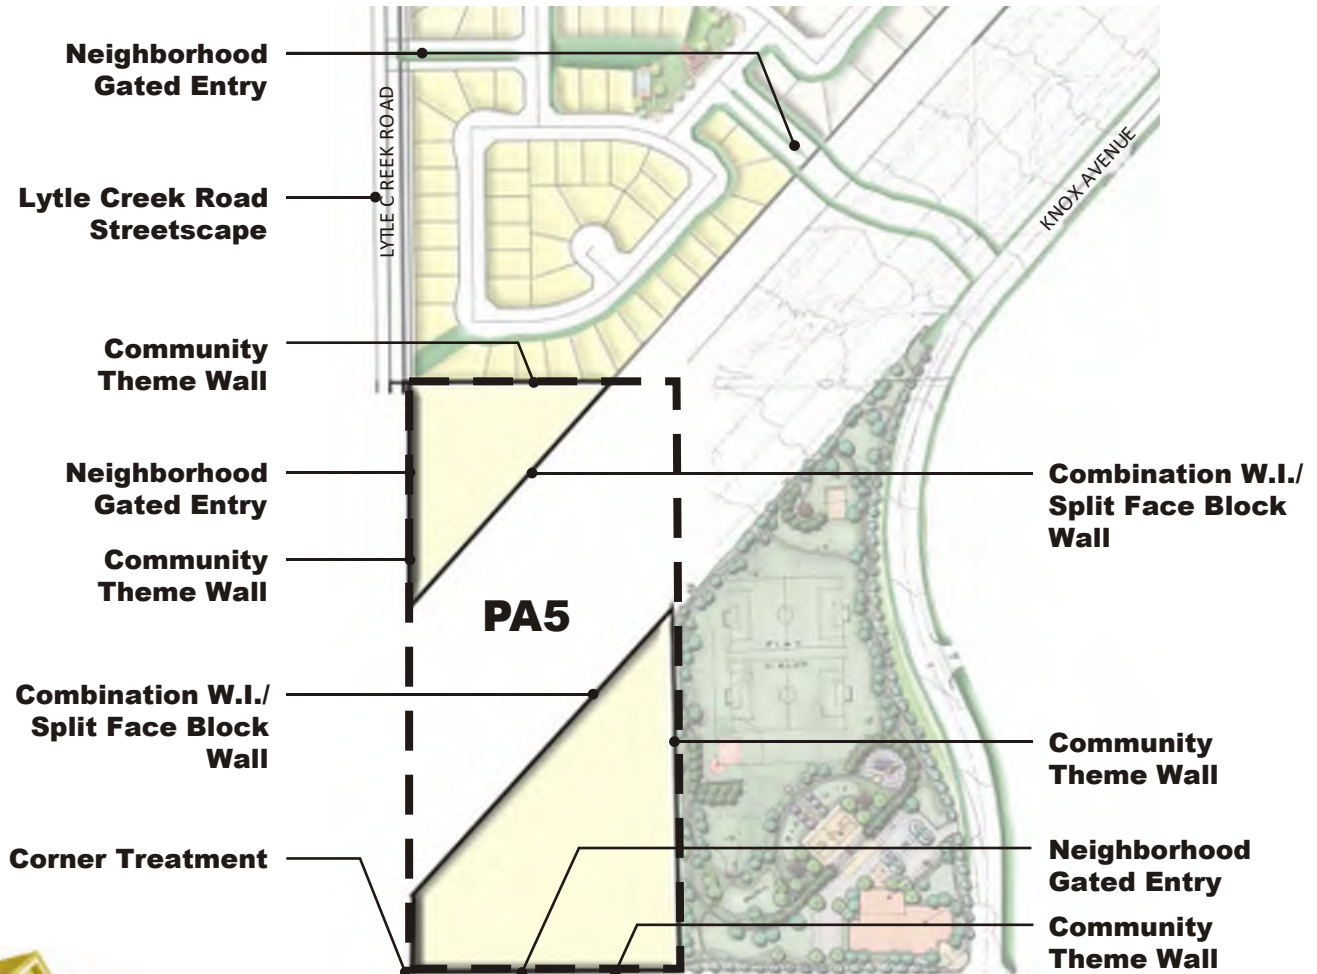 Neighborhood
Gated Entry
LYTLE CREEK ROAD
KNOX AVENUE
Lytle Creek Road
Streetscape
Community
Theme Wall
Neighborhood
Gated Entry
Combination W.I./
Split Face Block
Wall
Community
Theme Wall
PA5
Combination W.I./
Split Face Block
Wall
Community
Theme Wall
Corner Treatment
Neighborhood
Gated Entry
Community
Theme Wall